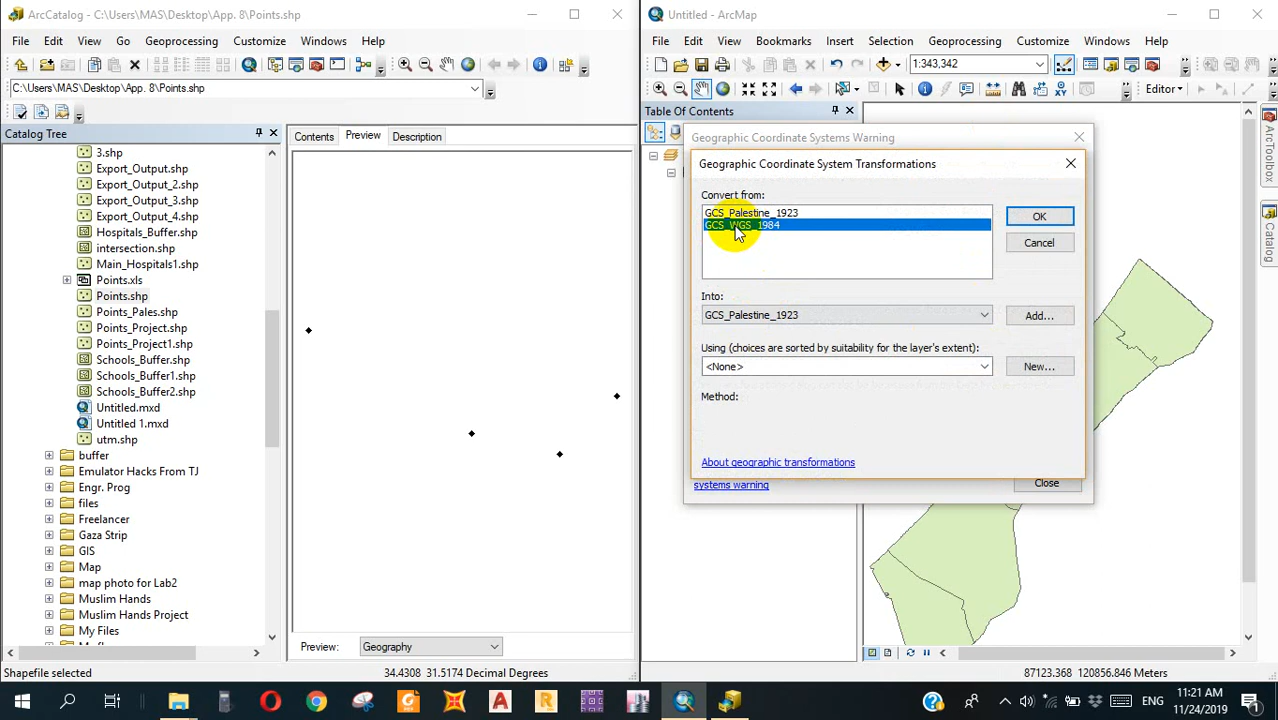 ArcCatalog - C:\Users\MAS\Desktop\App. 8\Points.shp
File Edit View Go Geoprocessing Customize Windows Help
C:\Users\MAS\Desktop\App. 8\Points.shp
Catalog Tree
3.shp
Export_Output.shp
Export_Output_2.shp
Export_Output_3.shp
Export_Output_4.shp
Hospitals_Buffer.shp
intersection.shp
Main_Hospitals1.shp
Points.xls
Points.shp
Points_Pales.shp
Points_Project.shp
Points_Project1.shp
Schools_Buffer.shp
Schools_Buffer1.shp
Schools_Buffer2.shp
Untitled.mxd
Untitled 1.mxd
utm.shp
buffer
Emulator Hacks From TJ
Engr. Prog
files
Freelancer
Gaza Strip
GIS
Map
map photo for Lab2
Muslim Hands
Muslim Hands Project
My Files
Contents Preview Description
Preview: Geography
Shapefile selected
34.4308 31.5174 Decimal Degrees
Untitled - ArcMap
File Edit View Bookmarks Insert Selection Geoprocessing Customize Windows Help
1:343,342
Editor
Table Of Contents
ArcToolbox
Catalog
Geographic Coordinate Systems Warning
Geographic Coordinate System Transformations
Convert from:
GCS_Palestine_1923
GCS_WGS_1984
OK
Cancel
Into:
GCS_Palestine_1923
Add...
Using (choices are sorted by suitability for the layer's extent):
<None>
New...
Method:
About geographic transformations
systems warning
Close
87123.368 120856.846 Meters
ENG
11:21 AM
11/24/2019
1